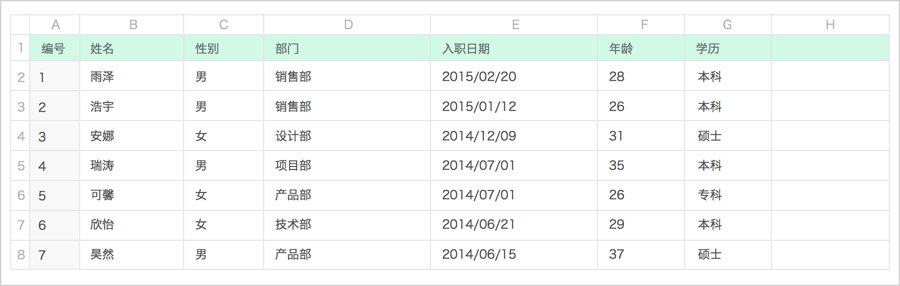 A B C D E F G H
1 编号 姓名 性别 部门 入职日期 年龄 学历
2 1 雨泽 男 销售部 2015/02/20 28 本科
3 2 浩宇 男 销售部 2015/01/12 26 本科
4 3 安娜 女 设计部 2014/12/09 31 硕士
5 4 瑞涛 男 项目部 2014/07/01 35 本科
6 5 可馨 女 产品部 2014/07/01 26 专科
7 6 欣怡 女 技术部 2014/06/21 29 本科
8 7 昊然 男 产品部 2014/06/15 37 硕士